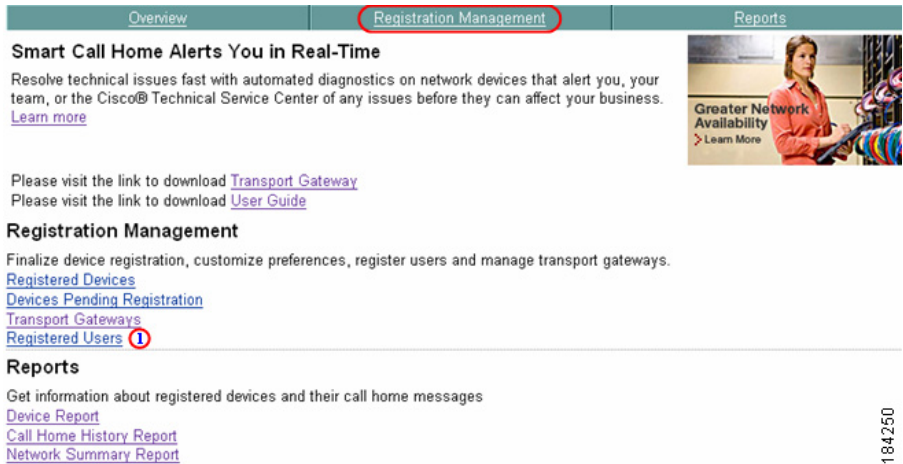 Overview
Registration Management
Reports
Smart Call Home Alerts You in Real-Time
Resolve technical issues fast with automated diagnostics on network devices that alert you, your
team, or the Cisco® Technical Service Center of any issues before they can affect your business.
Learn more
Greater Network
Availability
> Learn More
Please visit the link to download Transport Gateway
Please visit the link to download User Guide
Registration Management
Finalize device registration, customize preferences, register users and manage transport gateways.
Registered Devices
Devices Pending Registration
Transport Gateways
Registered Users 1
Reports
Get information about registered devices and their call home messages
Device Report
Call Home History Report
Network Summary Report
184250